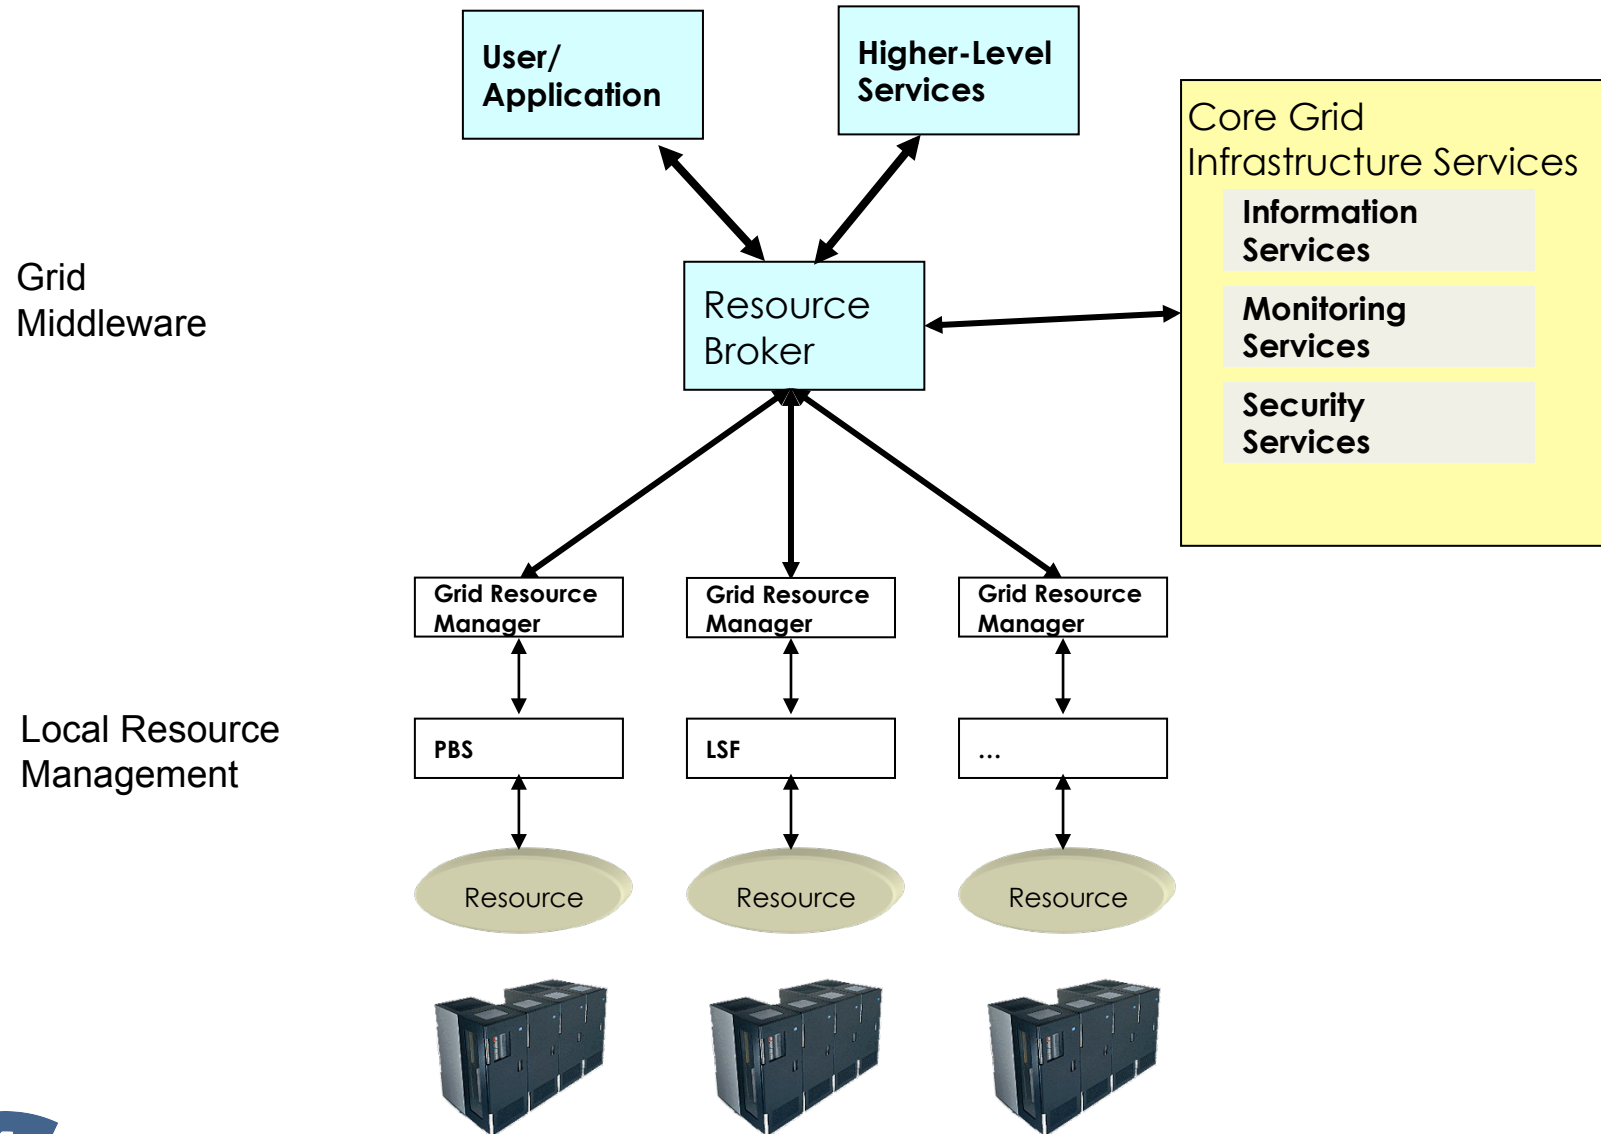 User/
Application
Higher-Level
Services
Core Grid
Infrastructure Services
Information
Services
Monitoring
Services
Security
Services
Grid
Middleware
Resource
Broker
Grid Resource
Manager
Grid Resource
Manager
Grid Resource
Manager
Local Resource
Management
PBS
LSF
...
Resource
Resource
Resource